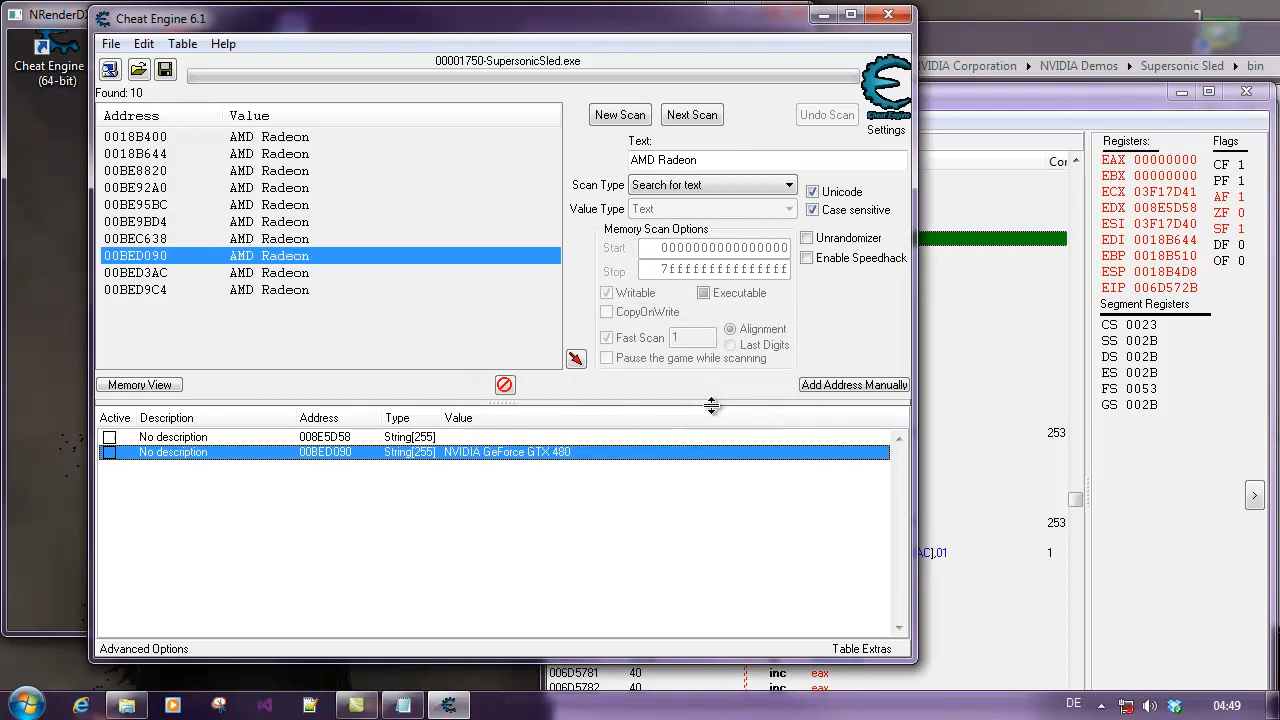 NRenderD
Cheat Engine 6.1
Cheat Engine
(64-bit)
File Edit Table Help
00001750-SupersonicSled.exe
VIDIA Corporation NVIDIA Demos Supersonic Sled bin
Found: 10
Address Value
0018B400 AMD Radeon
0018B644 AMD Radeon
00BE8820 AMD Radeon
00BE92A0 AMD Radeon
00BE95BC AMD Radeon
00BE9BD4 AMD Radeon
00BEC638 AMD Radeon
00BED090 AMD Radeon
00BED3AC AMD Radeon
00BED9C4 AMD Radeon
Cheat Engine
Settings
New Scan Next Scan Undo Scan
Text:
AMD Radeon
Scan Type Search for text
Value Type Text
Unicode
Case sensitive
Memory Scan Options
Start 0000000000000000
Stop 7fffffffffffffff
Writable Executable
CopyOnWrite
Fast Scan 1 Alignment
Last Digits
Pause the game while scanning
Unrandomizer
Enable Speedhack
Memory View Add Address Manually
Active Description Address Type Value
No description 008E5D58 String[255]
No description 00BED090 String[255] NVIDIA GeForce GTX 480
Advanced Options Table Extras
Cor
Registers: Flags
EAX 00000000 CF 1
EBX 00000000 PF 1
ECX 03F17D41 AF 1
EDX 008E5D58 ZF 0
ESI 03F17D40 SF 1
EDI 0018B644 DF 0
EBP 0018B510 OF 0
ESP 0018B4D8
EIP 006D572B
Segment Registers
CS 0023
SS 002B
DS 002B
ES 002B
FS 0053
GS 002B
253
253
AC],01 1
006D5781 40 inc eax
006D5782 40 inc eax
DE 04:49